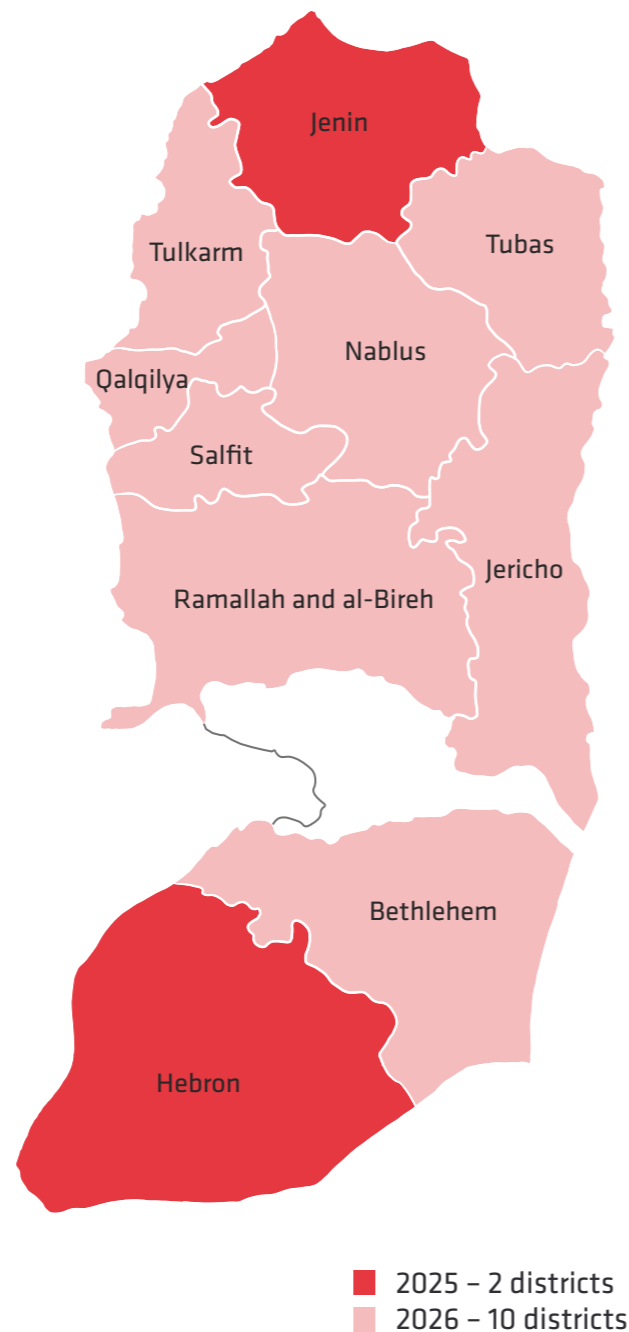 Jenin
Tulkarm
Tubas
Nablus
Qalqilya
Salfit
Jericho
Ramallah and al-Bireh
Bethlehem
Hebron
2025 – 2 districts
2026 – 10 districts